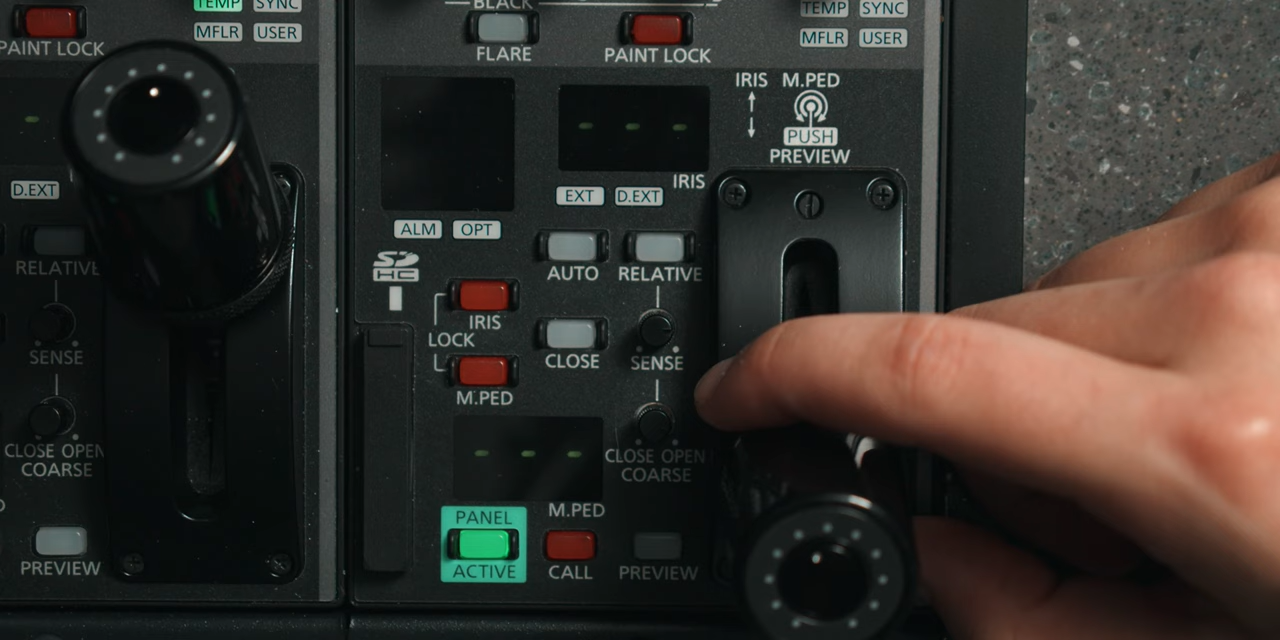 PAINT LOCK
TEMP
SYNC
MFLR
USER
D.EXT
RELATIVE
SENSE
CLOSE OPEN
COARSE
PREVIEW
BLACK
FLARE
PAINT LOCK
TEMP
SYNC
MFLR
USER
IRIS
M.PED
PUSH
PREVIEW
IRIS
EXT
D.EXT
ALM
OPT
SD
HC
AUTO
RELATIVE
IRIS
LOCK
CLOSE
SENSE
M.PED
CLOSE OPEN
COARSE
PANEL
ACTIVE
M.PED
CALL
PREVIEW